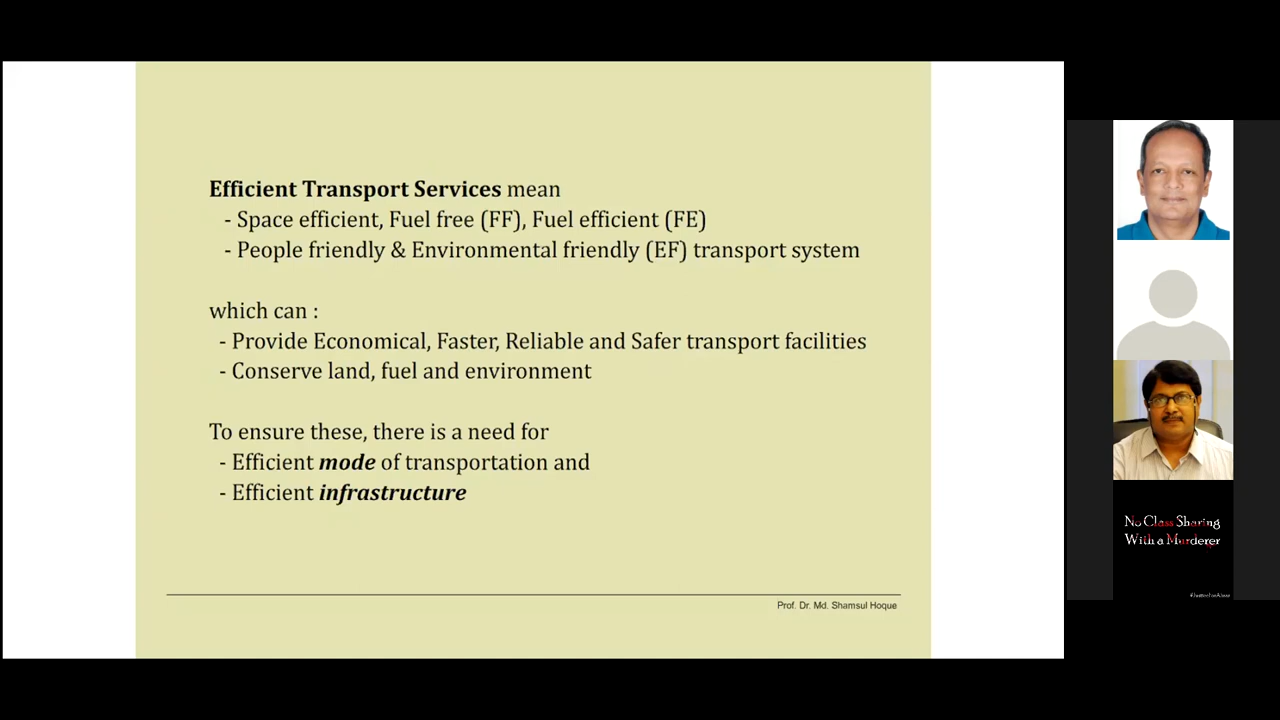 Efficient Transport Services mean
- Space efficient, Fuel free (FF), Fuel efficient (FE)
- People friendly & Environmental friendly (EF) transport system
which can :
- Provide Economical, Faster, Reliable and Safer transport facilities
- Conserve land, fuel and environment
To ensure these, there is a need for
- Efficient mode of transportation and
- Efficient infrastructure
Prof. Dr. Md. Shamsul Hoque
No Class Sharing
With a Murderer